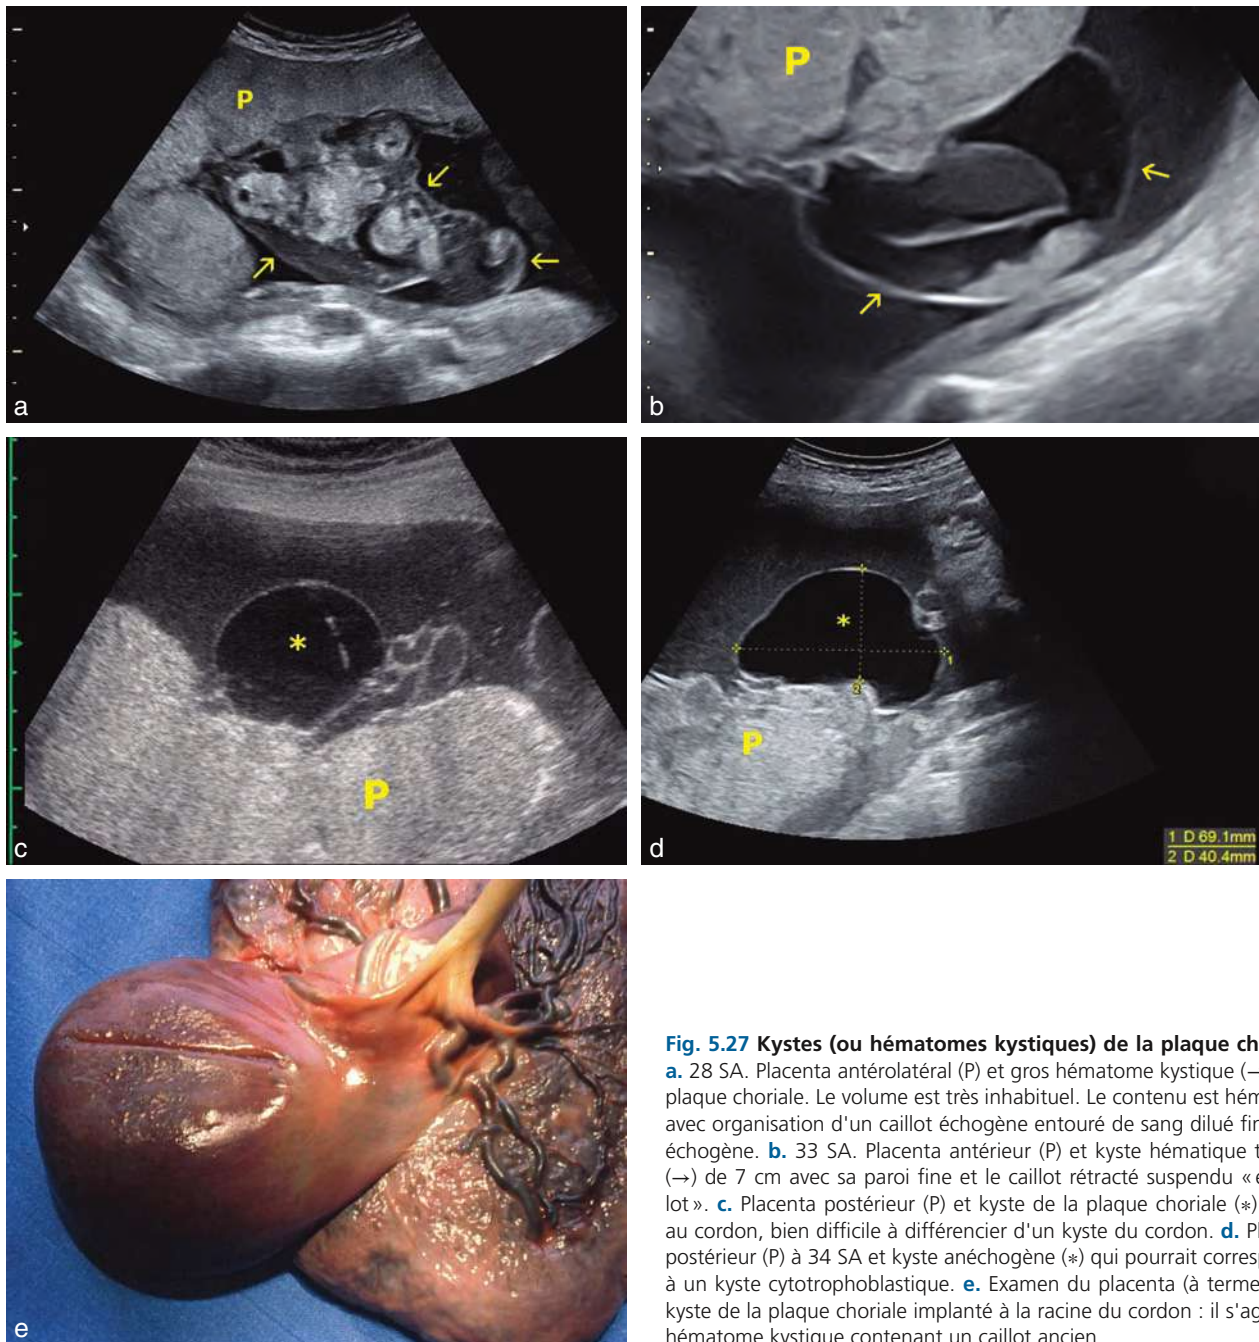 P
a
P
b
*
P
c
*
1
2
P
d
1 D 69.1mm
2 D 40.4mm
e
Fig. 5.27 Kystes (ou hématomes kystiques) de la plaque
a. 28 SA. Placenta antérolatéral (P) et gros hématome kystique
plaque choriale. Le volume est très inhabituel. Le contenu est
avec organisation d'un caillot échogène entouré de sang dilué
échogène. b. 33 SA. Placenta antérieur (P) et kyste hématique
(→) de 7 cm avec sa paroi fine et le caillot rétracté suspendu
lot ». c. Placenta postérieur (P) et kyste de la plaque choriale (*)
au cordon, bien difficile à différencier d'un kyste du cordon. d.
postérieur (P) à 34 SA et kyste anéchogène (*) qui pourrait
à un kyste cytotrophoblastique. e. Examen du placenta (à terme
kyste de la plaque choriale implanté à la racine du cordon : il
hématome kystique contenant un caillot ancien